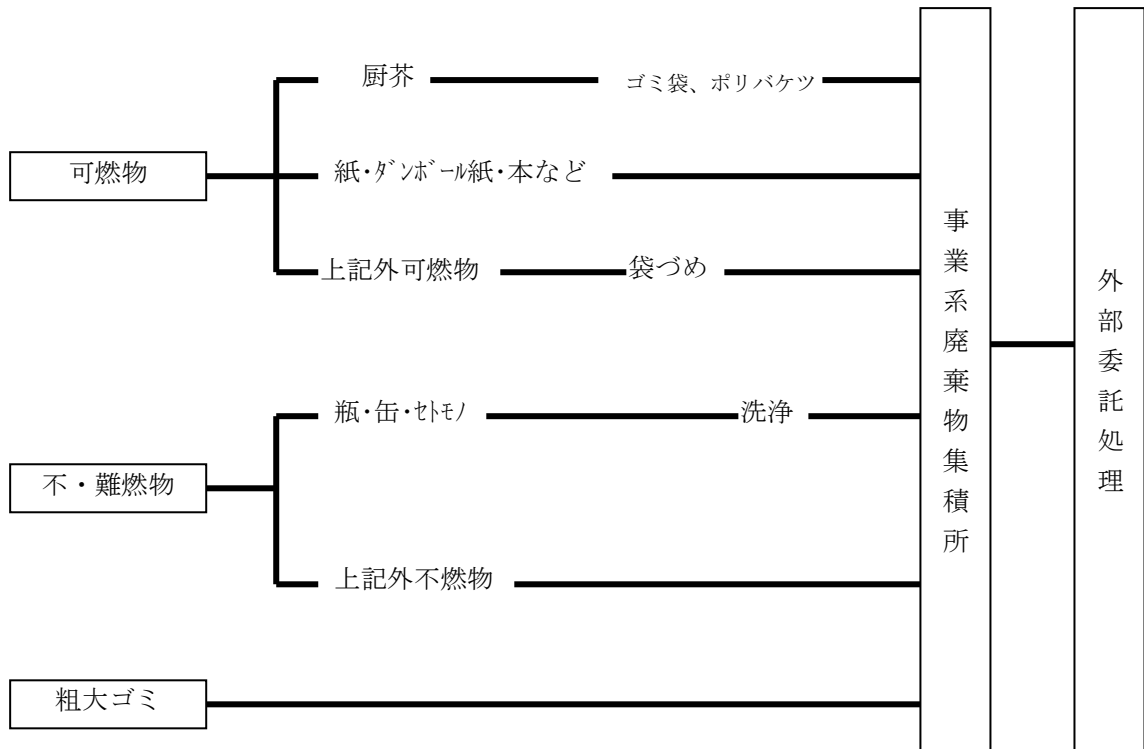 厨芥
ゴミ袋、ポリバケツ
可燃物
紙・ﾀﾞﾝﾎﾞｰﾙ紙・本など
上記外可燃物
袋づめ
瓶・缶・ｾﾄﾓﾉ
洗浄
不・難燃物
上記外不燃物
粗大ゴミ
事業系廃棄物集積所
外部委託処理